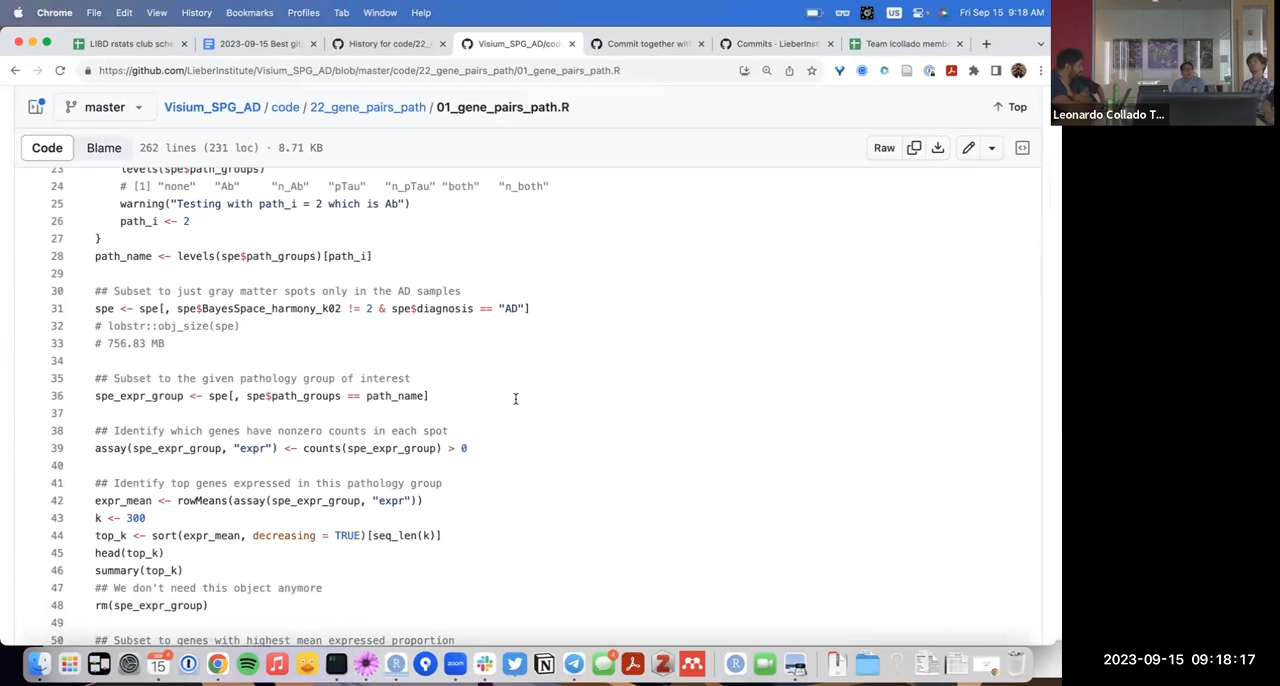 Chrome File Edit View History Bookmarks Profiles Tab Window Help
US Fri Sep 15 9:18 AM
LIBD rstats club sche
2023-09-15 Best git
History for code/22_
Visium_SPG_AD/cod
Commit together wit
Commits · LieberInst
Team lcollado memb
https://github.com/LieberInstitute/Visium_SPG_AD/blob/master/code/22_gene_pairs_path/01_gene_pairs_path.R
master Visium_SPG_AD / code / 22_gene_pairs_path / 01_gene_pairs_path.R Top
Code Blame 262 lines (231 loc) · 8.71 KB Raw
23 levels(spe$path_groups)
24 # [1] "none" "Ab" "n_Ab" "pTau" "n_pTau" "both" "n_both"
25 warning("Testing with path_i = 2 which is Ab")
26 path_i <- 2
27 }
28 path_name <- levels(spe$path_groups)[path_i]
29
30 ## Subset to just gray matter spots only in the AD samples
31 spe <- spe[, spe$BayesSpace_harmony_k02 != 2 & spe$diagnosis == "AD"]
32 # lobstr::obj_size(spe)
33 # 756.83 MB
34
35 ## Subset to the given pathology group of interest
36 spe_expr_group <- spe[, spe$path_groups == path_name]
37
38 ## Identify which genes have nonzero counts in each spot
39 assay(spe_expr_group, "expr") <- counts(spe_expr_group) > 0
40
41 ## Identify top genes expressed in this pathology group
42 expr_mean <- rowMeans(assay(spe_expr_group, "expr"))
43 k <- 300
44 top_k <- sort(expr_mean, decreasing = TRUE)[seq_len(k)]
45 head(top_k)
46 summary(top_k)
47 ## We don't need this object anymore
48 rm(spe_expr_group)
49
50 ## Subset to genes with highest mean expressed proportion
Leonardo Collado T...
15
zoom
2023-09-15 09:18:17